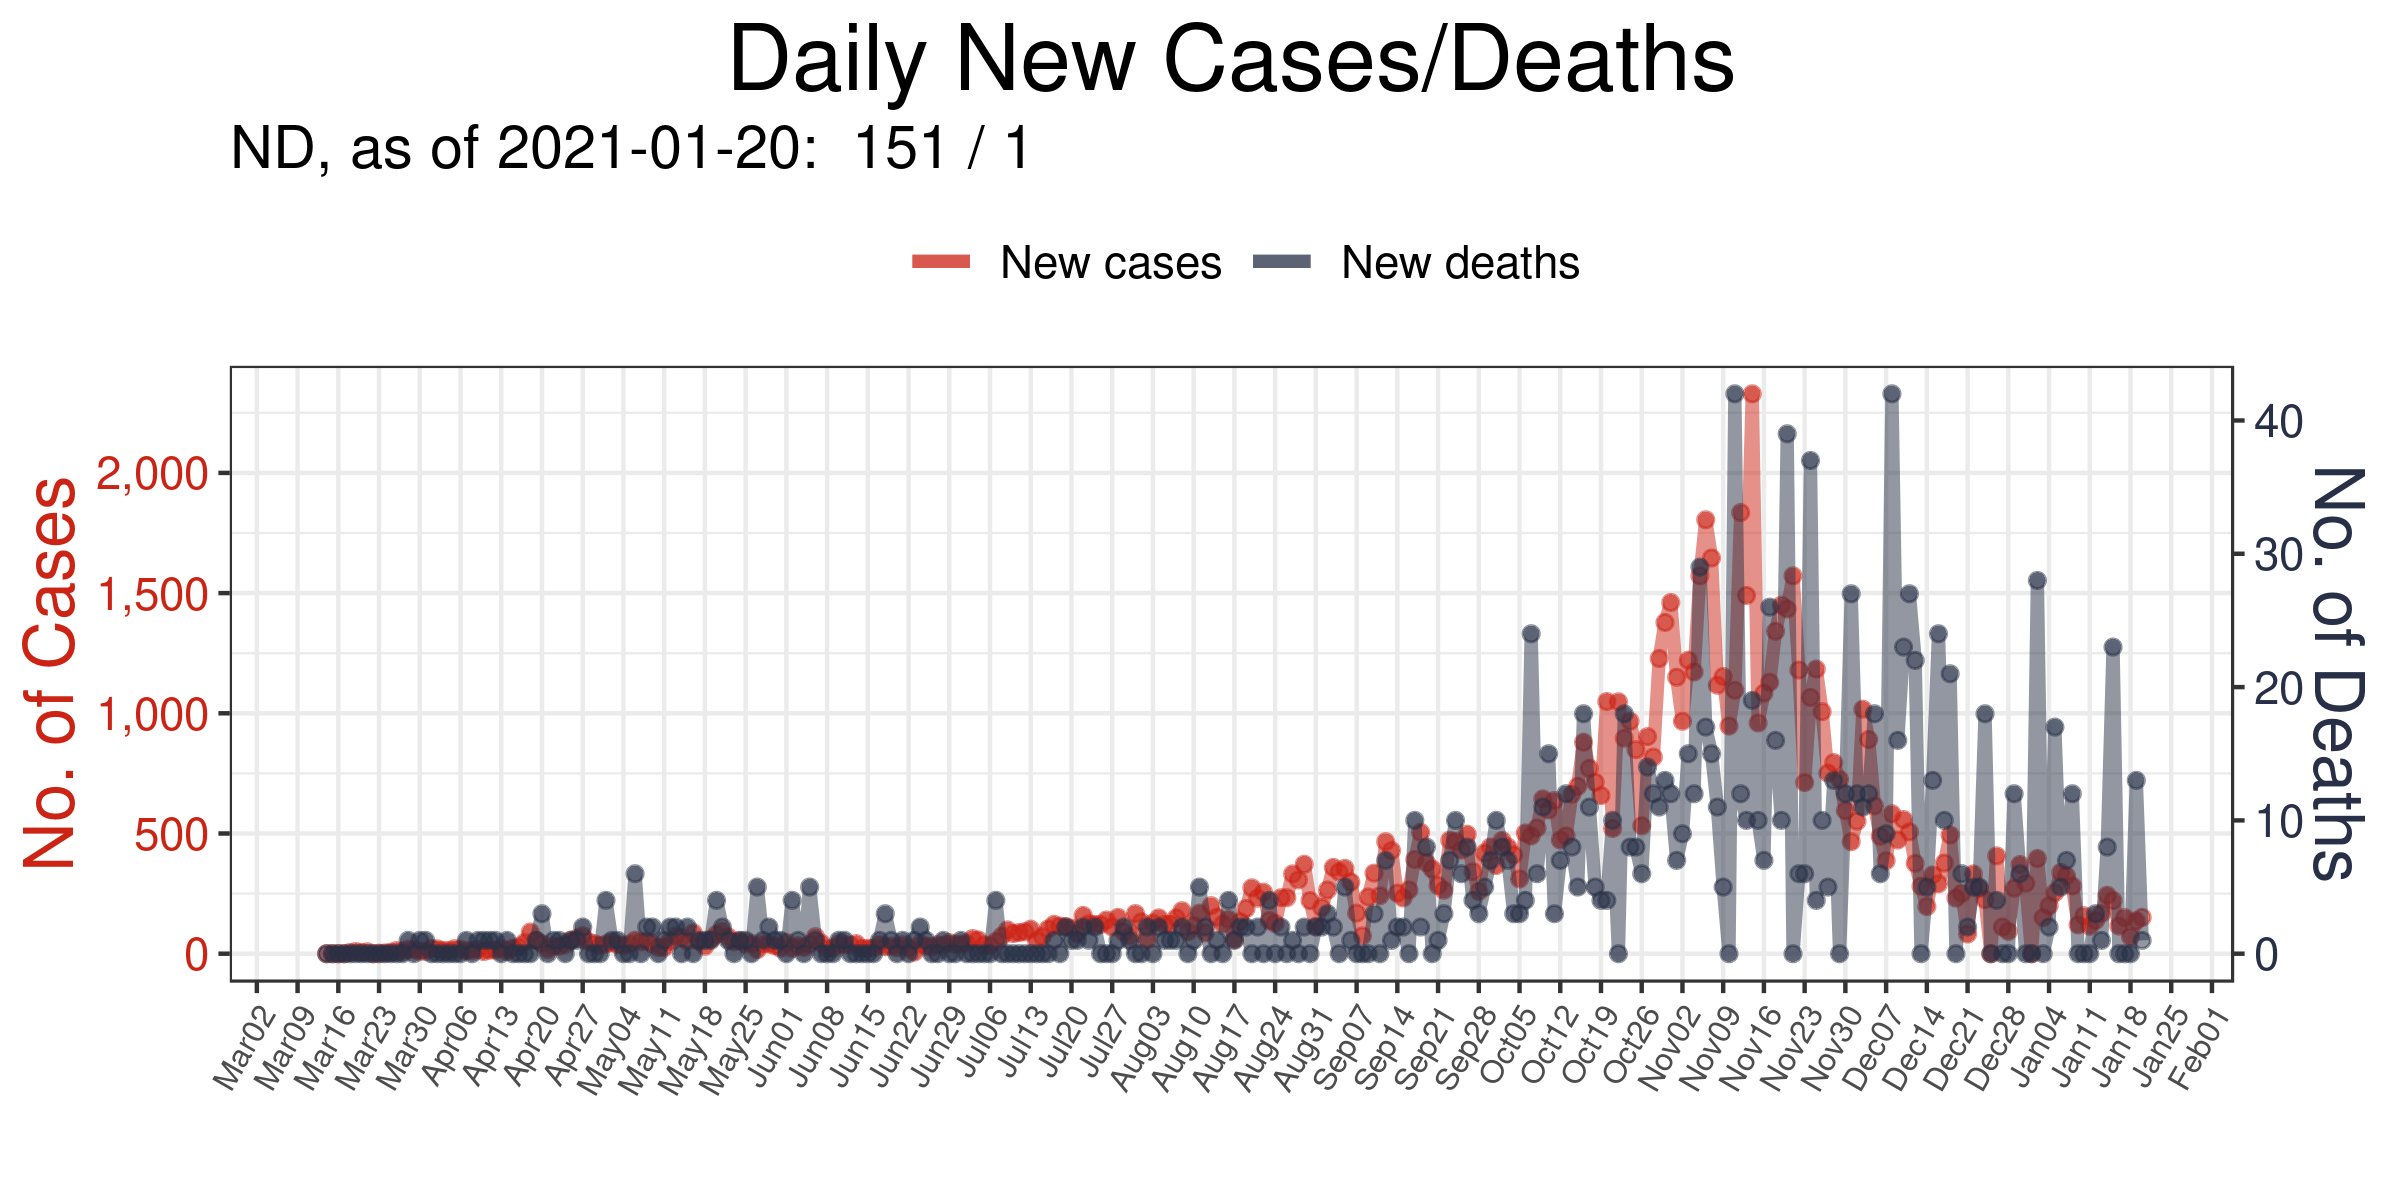 Daily New Cases/Deaths
ND, as of 2021-01-20:  151 / 1
New cases
New deaths
No. of Cases
2,000
1,500
1,000
500
0
40
30
20
10
0
No. of Deaths
Mar02
Mar09
Mar16
Mar23
Mar30
Apr06
Apr13
Apr20
Apr27
May04
May11
May18
May25
Jun01
Jun08
Jun15
Jun22
Jun29
Jul06
Jul13
Jul20
Jul27
Aug03
Aug10
Aug17
Aug24
Aug31
Sep07
Sep14
Sep21
Sep28
Oct05
Oct12
Oct19
Oct26
Nov02
Nov09
Nov16
Nov23
Nov30
Dec07
Dec14
Dec21
Dec28
Jan04
Jan11
Jan18
Jan25
Feb01